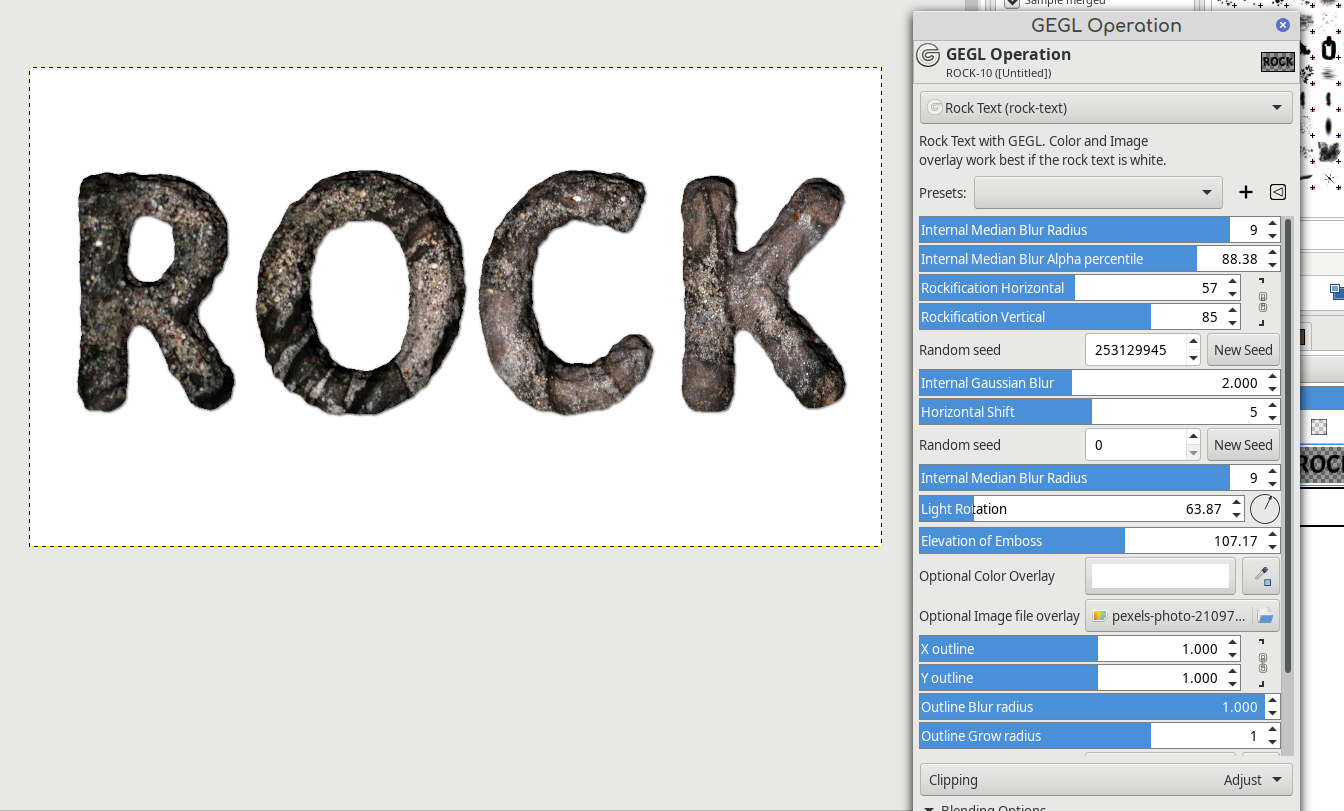 ROCK
Sample merged
GEGL Operation
GEGL Operation
ROCK-10 ([Untitled])
ROCK
Rock Text (rock-text)
Rock Text with GEGL. Color and Image
overlay work best if the rock text is white.
Presets:
Internal Median Blur Radius 9
Internal Median Blur Alpha percentile 88.38
Rockification Horizontal 57
Rockification Vertical 85
Random seed 253129945 New Seed
Internal Gaussian Blur 2.000
Horizontal Shift 5
Random seed 0 New Seed
Internal Median Blur Radius 9
Light Rotation 63.87
Elevation of Emboss 107.17
Optional Color Overlay
Optional Image file overlay pexels-photo-21097...
X outline 1.000
Y outline 1.000
Outline Blur radius 1.000
Outline Grow radius 1
Clipping Adjust
Blending Options